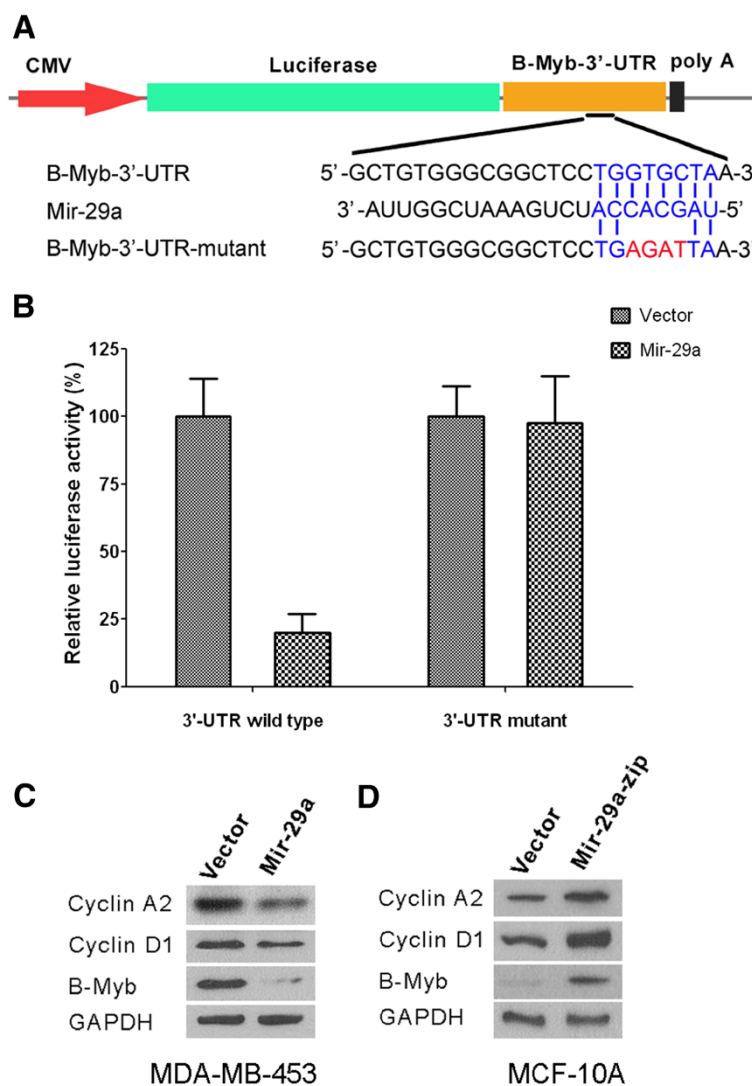 A
CMV Luciferase B-Myb-3'-UTR poly A
B-Myb-3'-UTR 5'-GCTGTGGGCGGCTCCTGGTGCTAA-3'
Mir-29a 3'-AUUGGCUAAAGUCUACCACGAU-5'
B-Myb-3'-UTR-mutant 5'-GCTGTGGGCGGCTCCTGAGATTAA-3'
B
Vector
Mir-29a
Relative luciferase activity (%)
125
100
75
50
25
0
3'-UTR wild type 3'-UTR mutant
C
Vector Mir-29a
Cyclin A2
Cyclin D1
B-Myb
GAPDH
MDA-MB-453
D
Vector Mir-29a-zip
Cyclin A2
Cyclin D1
B-Myb
GAPDH
MCF-10A